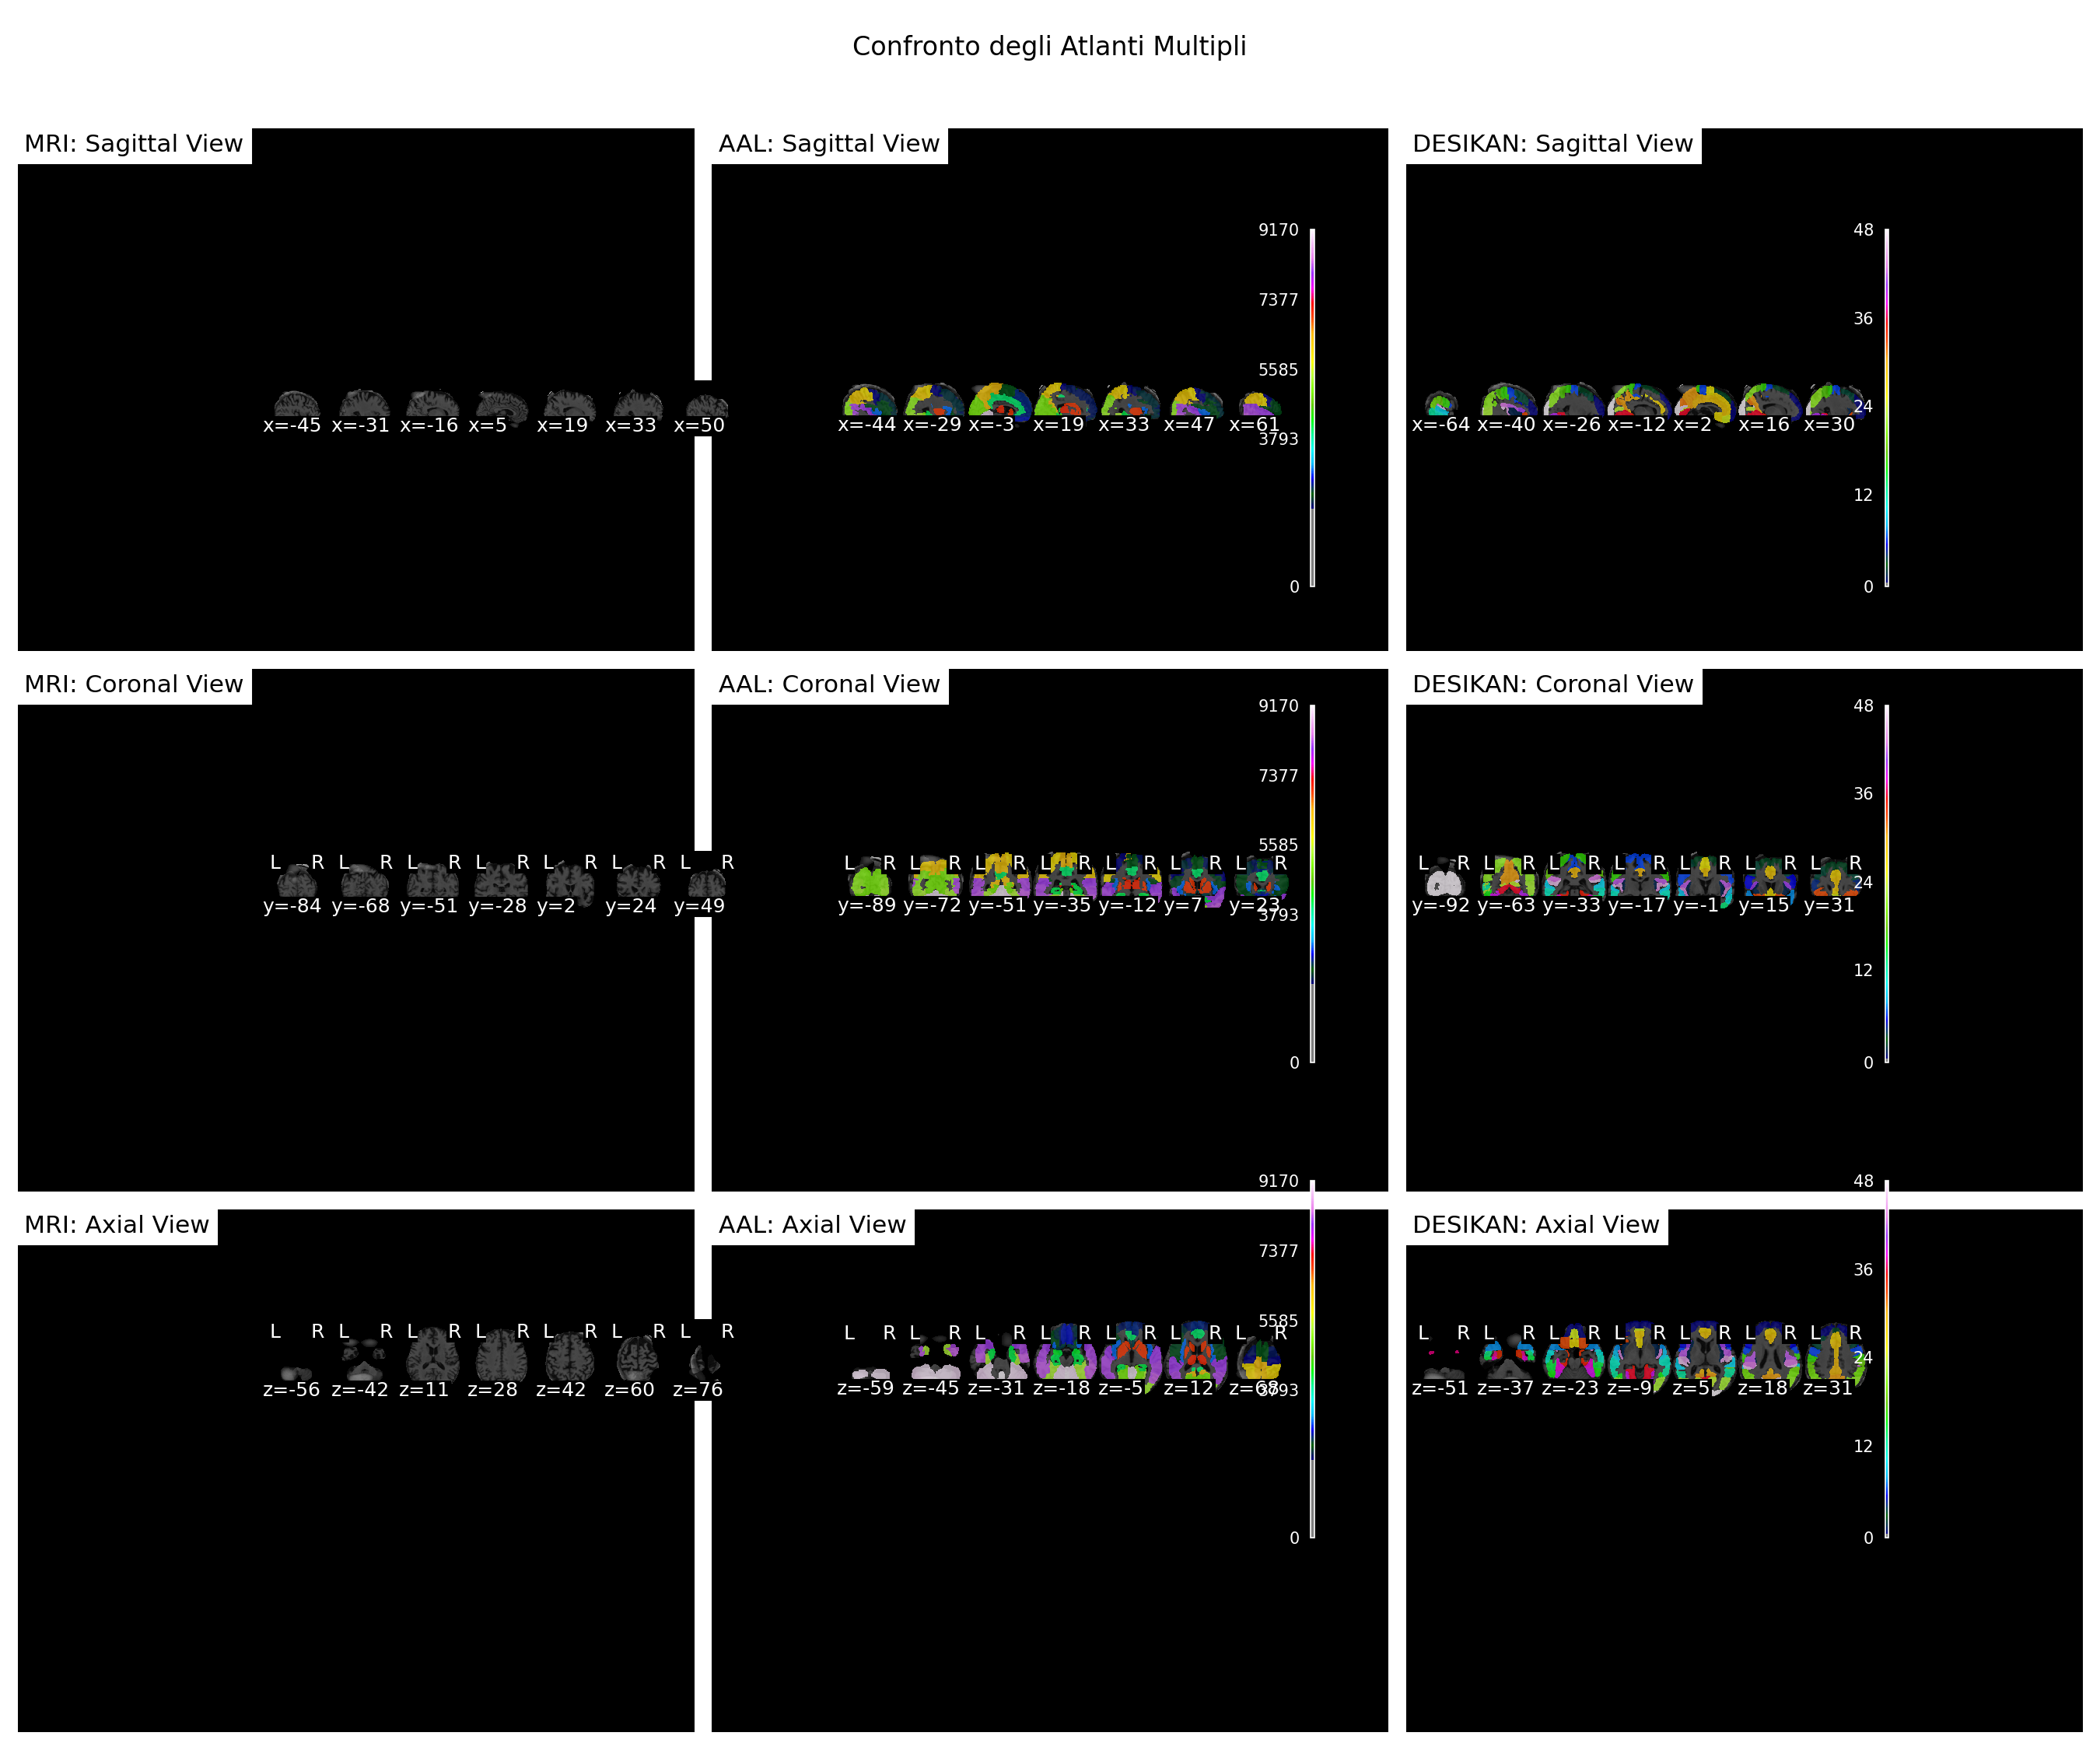 Confronto degli Atlanti Multipli
MRI: Sagittal View
AAL: Sagittal View
DESIKAN: Sagittal View
9170
7377
5585
3793
0
48
36
24
12
0
x=-45 x=-31 x=-16 x=5 x=19 x=33 x=50
x=-44 x=-29 x=-3 x=19 x=33 x=47 x=61
x=-64 x=-40 x=-26 x=-12 x=2 x=16 x=30
MRI: Coronal View
AAL: Coronal View
DESIKAN: Coronal View
9170
7377
5585
3793
0
48
36
24
12
0
L R L R L R L R L R L R L R
y=-84 y=-68 y=-51 y=-28 y=2 y=24 y=49
L R L R L R L R L R L R L R
y=-89 y=-72 y=-51 y=-35 y=-12 y=7 y=23
L R L R L R L R L R L R L R
y=-92 y=-63 y=-33 y=-17 y=-1 y=15 y=31
MRI: Axial View
AAL: Axial View
DESIKAN: Axial View
9170
7377
5585
3793
0
48
36
24
12
0
L R L R L R L R L R L R L R
z=-56 z=-42 z=11 z=28 z=42 z=60 z=76
L R L R L R L R L R L R L R
z=-59 z=-45 z=-31 z=-18 z=-5 z=12 z=68
L R L R L R L R L R L R L R
z=-51 z=-37 z=-23 z=-9 z=5 z=18 z=31